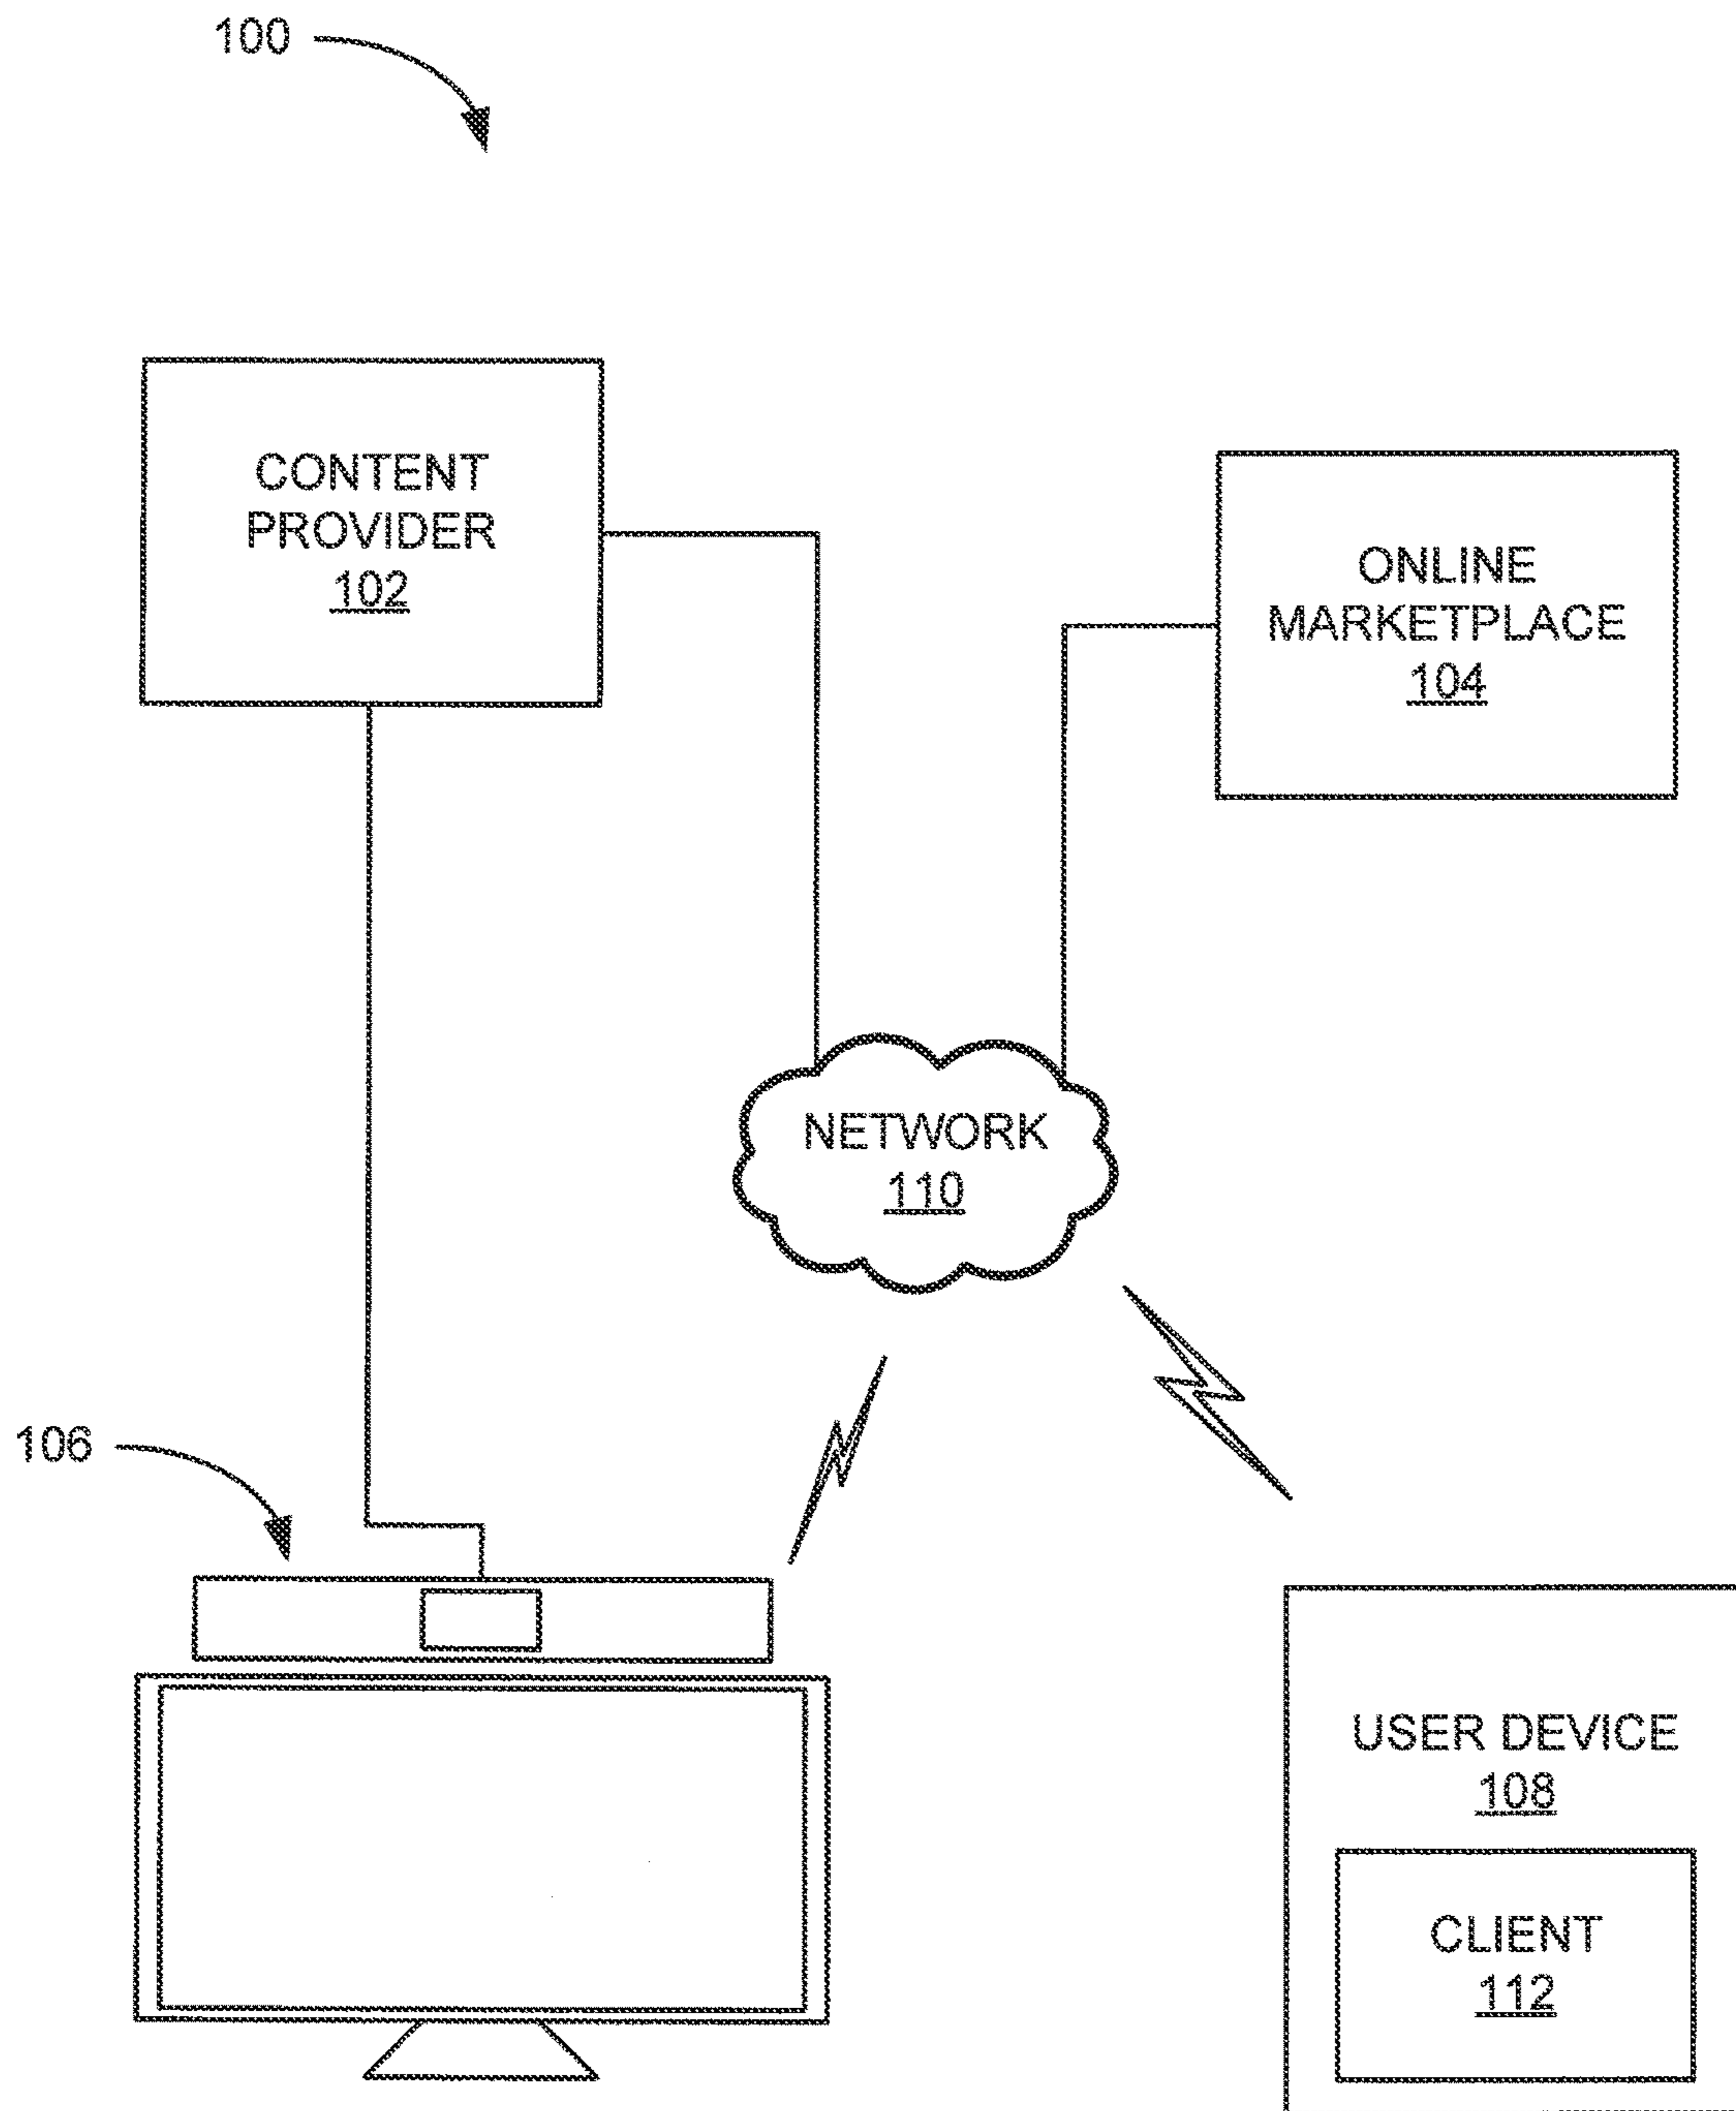 100
CONTENT
PROVIDER
102
ONLINE
MARKETPLACE
104
NETWORK
110
106
USER DEVICE
108
CLIENT
112